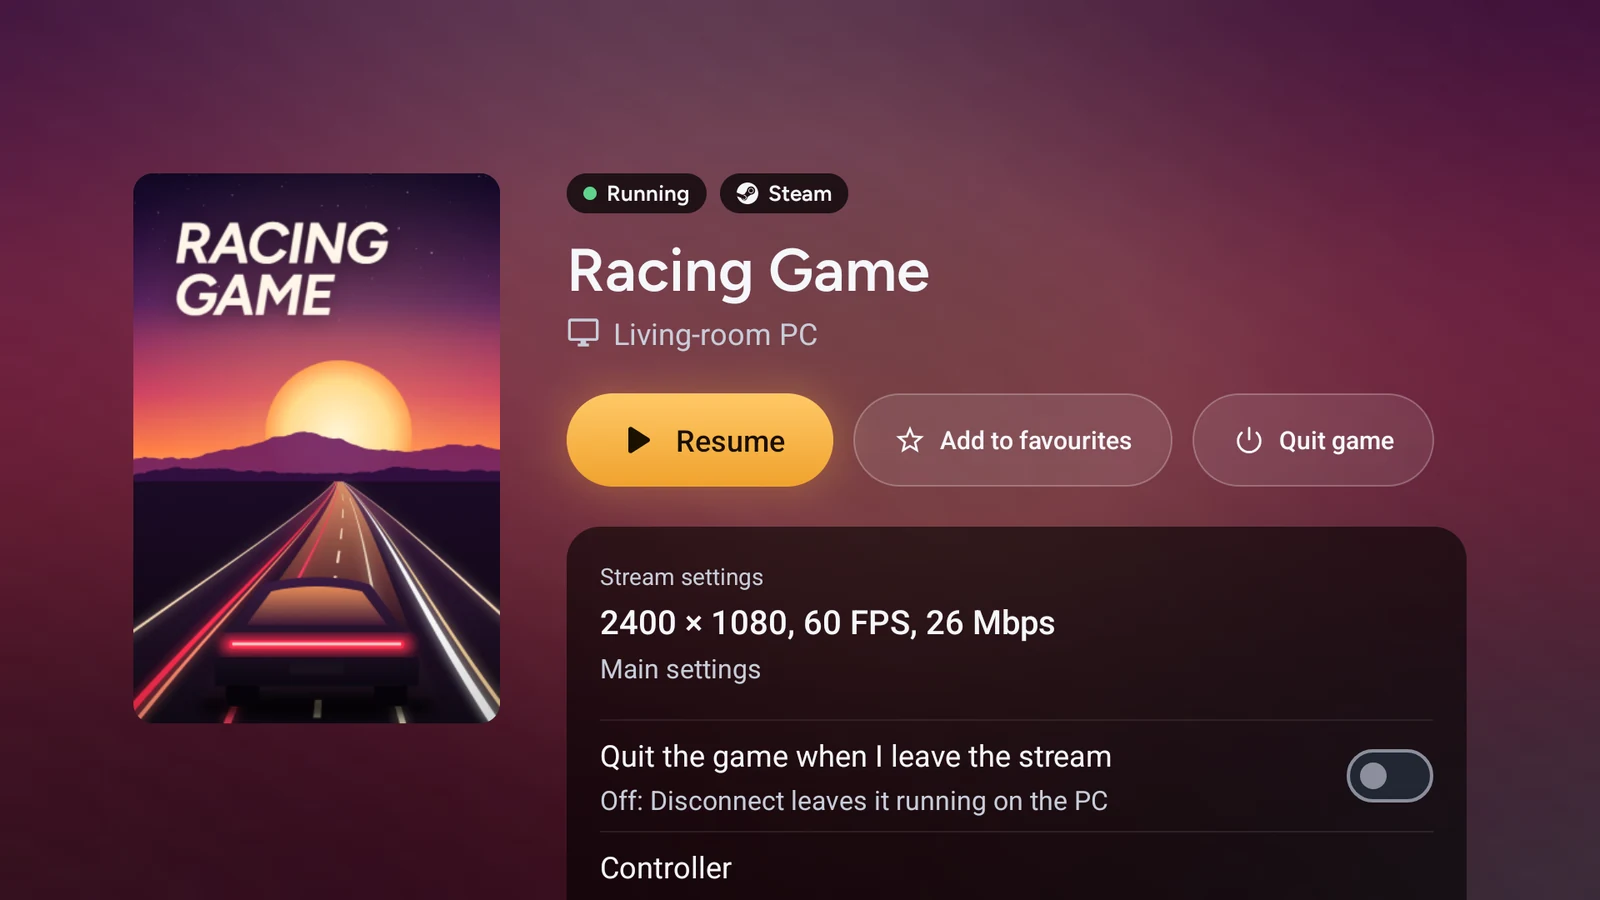 RACING
GAME
Running
Steam
Racing Game
Living-room PC
Resume
Add to favourites
Quit game
Stream settings
2400 × 1080, 60 FPS, 26 Mbps
Main settings
Quit the game when I leave the stream
Off: Disconnect leaves it running on the PC
Controller